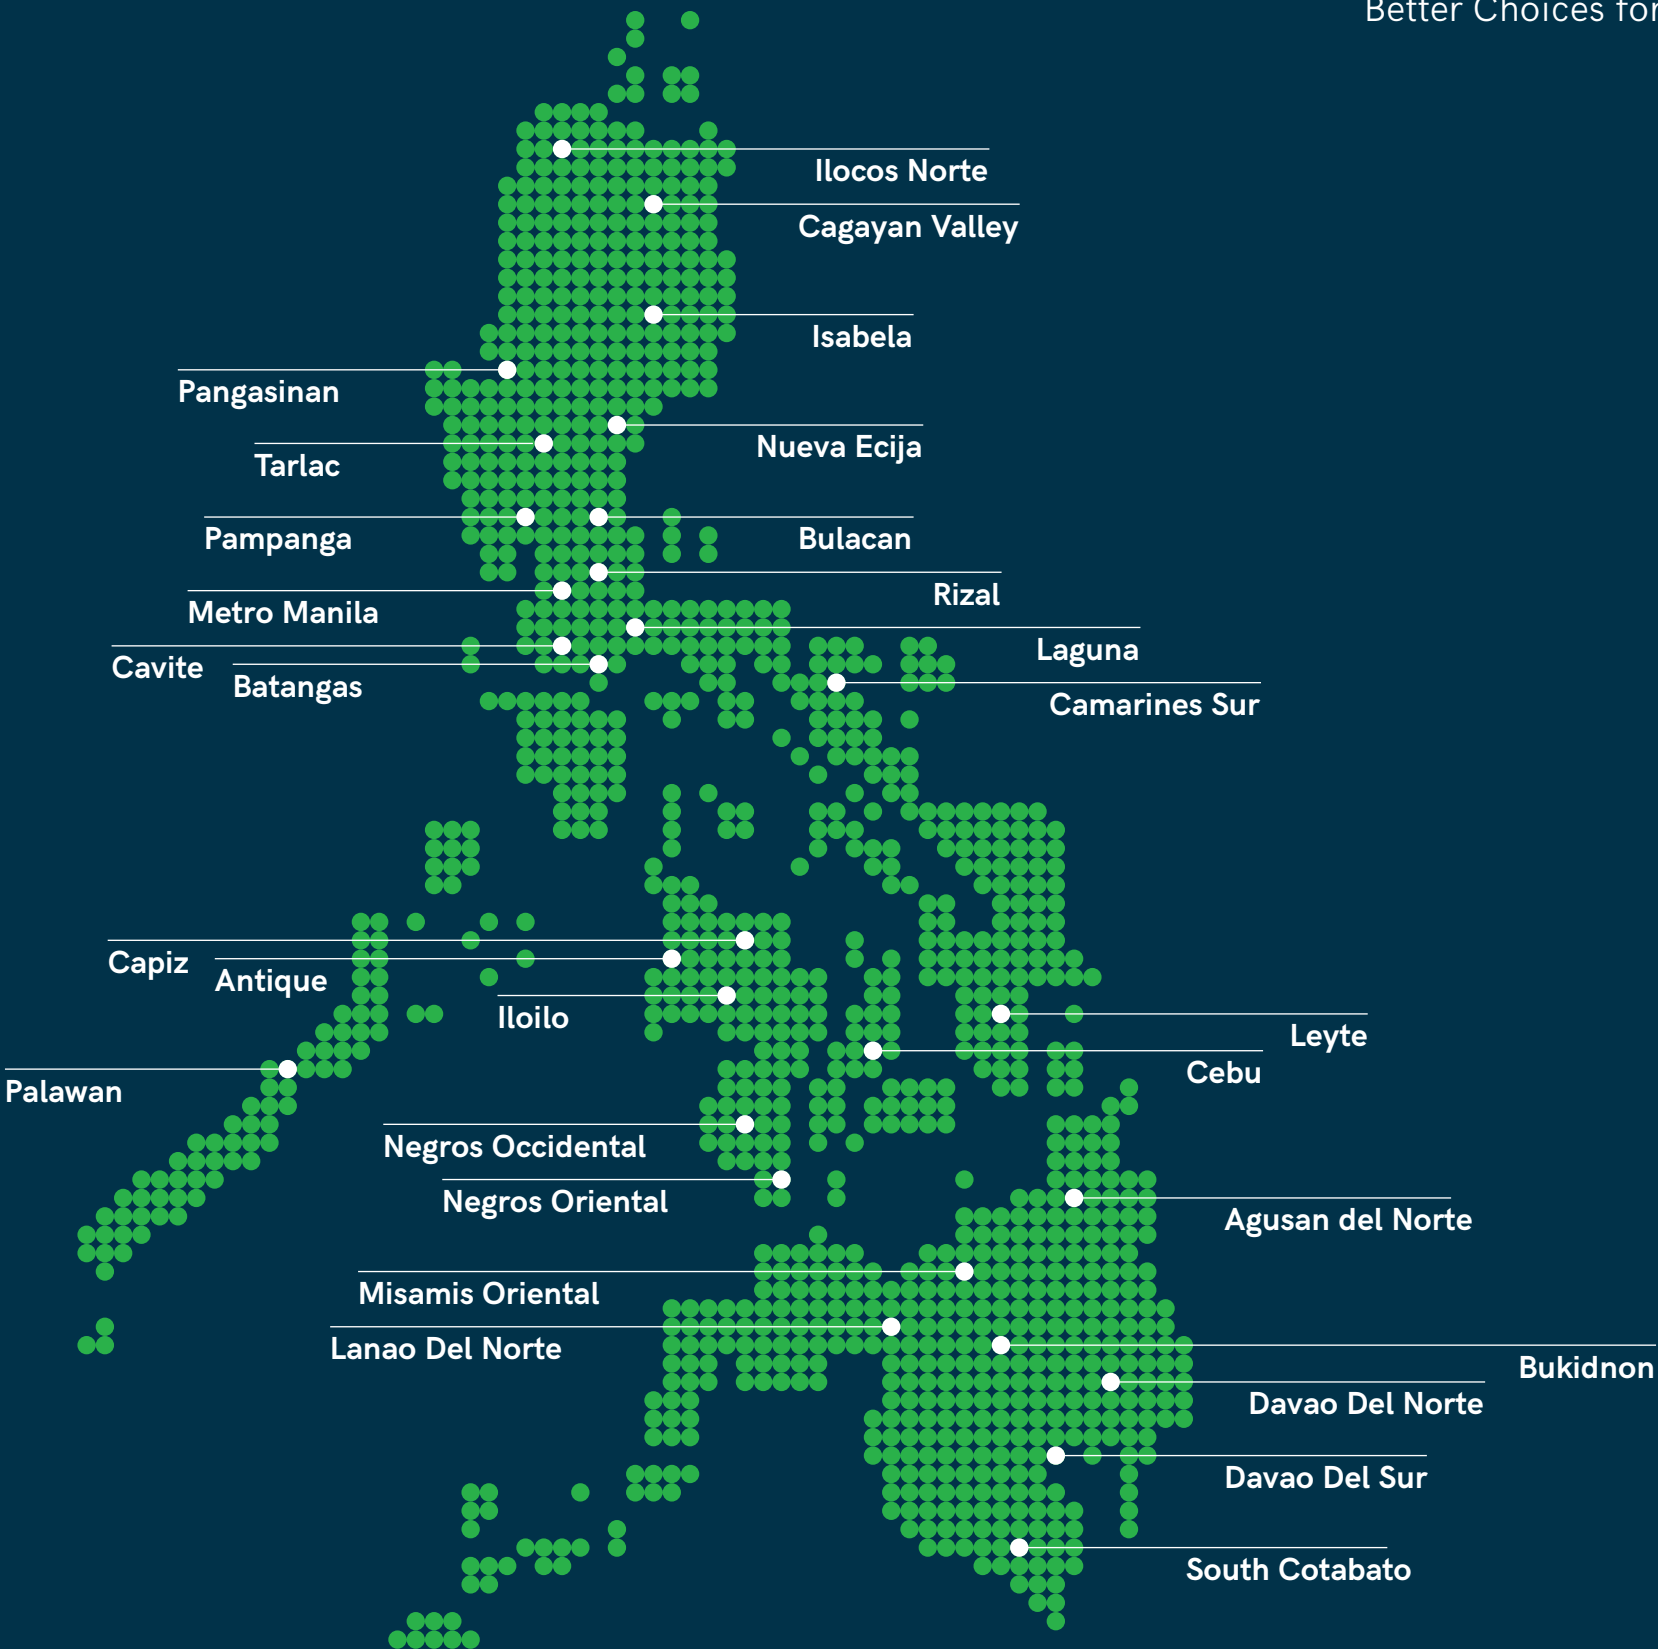 Better Choices for
Ilocos Norte
Cagayan Valley
Isabela
Pangasinan
Nueva Ecija
Tarlac
Pampanga
Bulacan
Rizal
Metro Manila
Laguna
Cavite
Batangas
Camarines Sur
Capiz
Antique
Iloilo
Leyte
Cebu
Palawan
Negros Occidental
Negros Oriental
Agusan del Norte
Misamis Oriental
Lanao Del Norte
Bukidnon
Davao Del Norte
Davao Del Sur
South Cotabato